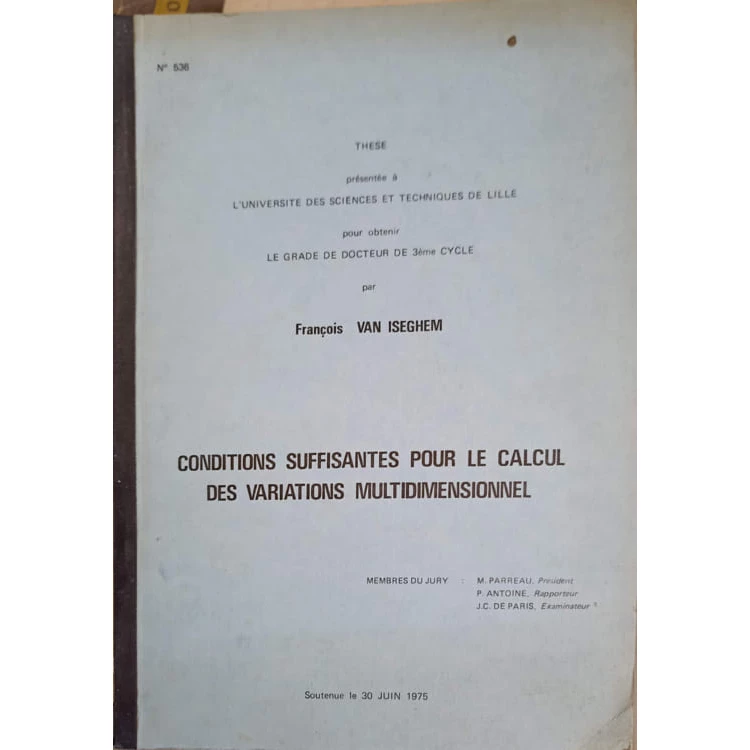 N° 536
THESE
présentée à
L'UNIVERSITE DES SCIENCES ET TECHNIQUES DE LILLE
pour obtenir
LE GRADE DE DOCTEUR DE 3ème CYCLE
par
François VAN ISEGHEM
CONDITIONS SUFFISANTES POUR LE CALCUL
DES VARIATIONS MULTIDIMENSIONNEL
MEMBRES DU JURY : M. PARREAU, Président
P. ANTOINE, Rapporteur
J.C. DE PARIS, Examinateur
Soutenue le 30 JUIN 1975